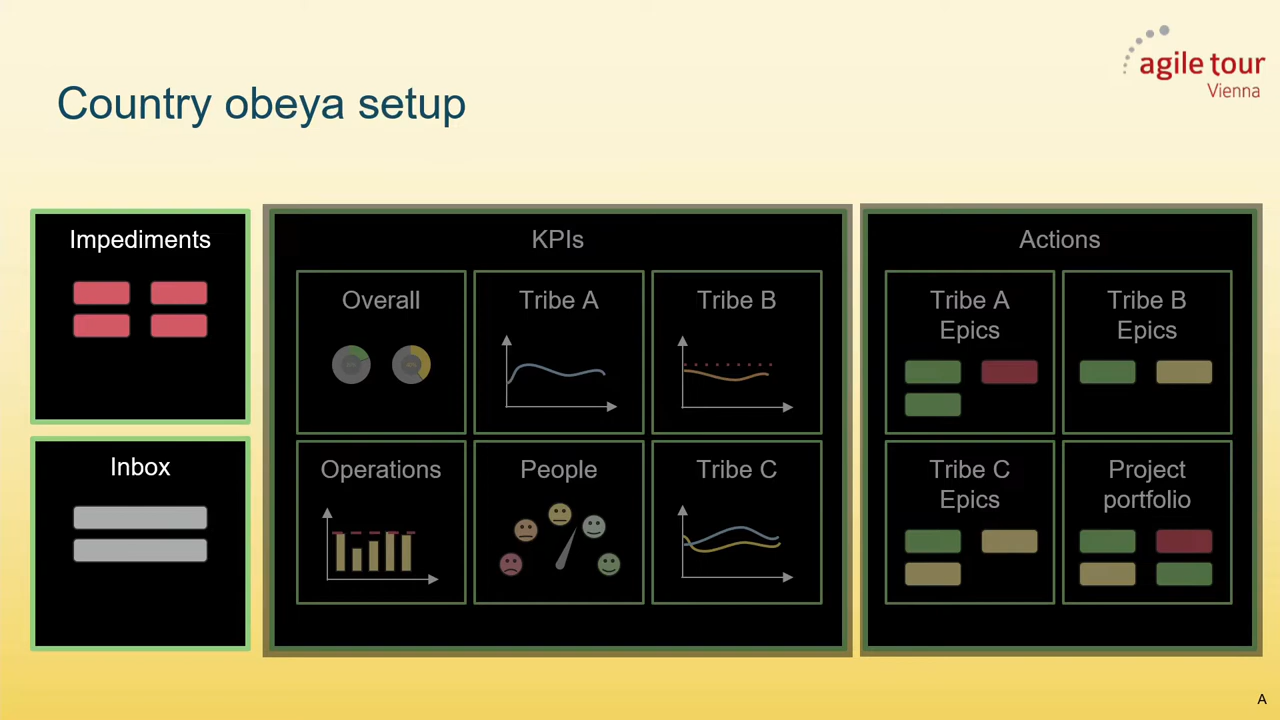 agile tour
Vienna
Country obeya setup
Impediments
Inbox
KPIs
Overall
Tribe A
Tribe B
Operations
People
Tribe C
Actions
Tribe A
Epics
Tribe B
Epics
Tribe C
Epics
Project
portfolio
A